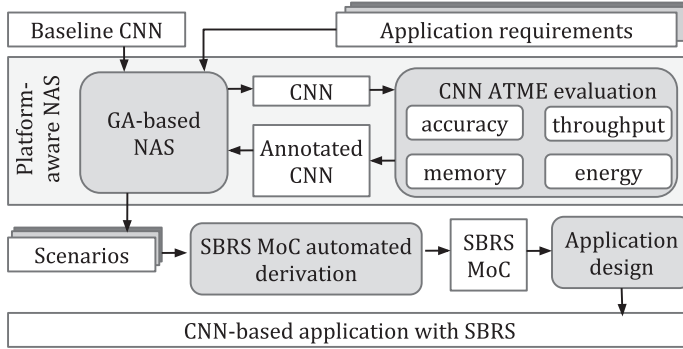 Baseline CNN
Application requirements
Platform-
aware NAS
GA-based
NAS
CNN
CNN ATME evaluation
accuracy
throughput
Annotated
CNN
memory
energy
Scenarios
SBRS MoC automated
derivation
SBRS
MoC
Application
design
CNN-based application with SBRS